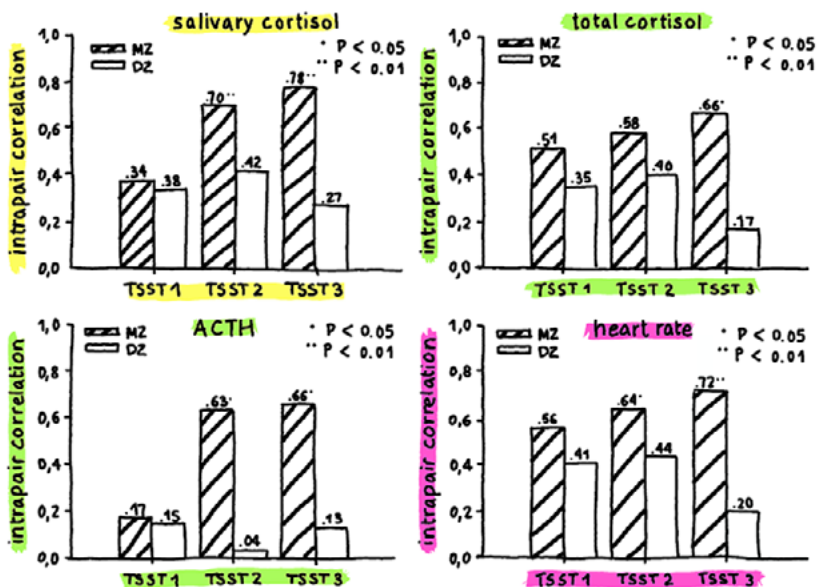 salivary cortisol
intrapair correlation
1,0
0,8
0,6
0,4
0,2
0,0
MZ
DZ
* P < 0.05
** P < 0.01
.34
.38
.70**
.42
.78**
.27
TSST 1
TSST 2
TSST 3
total cortisol
intrapair correlation
1,0
0,8
0,6
0,4
0,2
0,0
MZ
DZ
* P < 0.05
** P < 0.01
.51
.35
.58
.40
.66*
.17
TSST 1
TSST 2
TSST 3
ACTH
intrapair correlation
1,0
0,8
0,6
0,4
0,2
0,0
MZ
DZ
* P < 0.05
** P < 0.01
.17
.15
.63*
.04
.66*
.13
TSST 1
TSST 2
TSST 3
heart rate
intrapair correlation
1,0
0,8
0,6
0,4
0,2
0,0
MZ
DZ
* P < 0.05
** P < 0.01
.56
.41
.64*
.44
.72**
.20
TSST 1
TSST 2
TSST 3